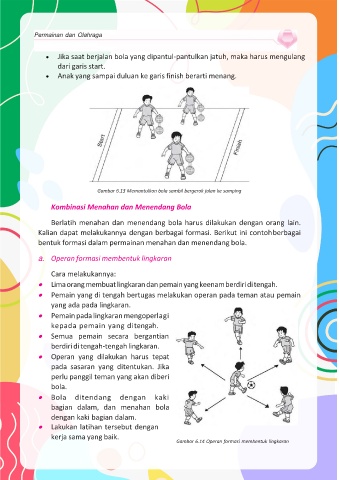 Permainan dan Olahraga
• Jika saat berjalan bola yang dipantul-pantulkan jatuh, maka harus mengulang
dari garis start.
• Anak yang sampai duluan ke garis finish berarti menang.
Start
Finish
Gambar 6.13 Memantulkan bola sambil bergerak jalan ke samping
Kombinasi Menahan dan Menendang Bola
Berlatih menahan dan menendang bola harus dilakukan dengan orang lain.
Kalian dapat melakukannya dengan berbagai formasi. Berikut ini contohberbagai
bentuk formasi dalam permainan menahan dan menendang bola.
a. Operan formasi membentuk lingkaran
Cara melakukannya:
• Lima orang membuat lingkaran dan pemain yang keenam berdiri di tengah.
• Pemain yang di tengah bertugas melakukan operan pada teman atau pemain
yang ada pada lingkaran.
• Pemain pada lingkaran mengoper lagi
kepada pemain yang di tengah.
• Semua pemain secara bergantian
berdiri di tengah-tengah lingkaran.
• Operan yang dilakukan harus tepat
pada sasaran yang ditentukan. Jika
perlu panggil teman yang akan diberi
bola.
• Bola ditendang dengan kaki
bagian dalam, dan menahan bola
dengan kaki bagian dalam.
• Lakukan latihan tersebut dengan
kerja sama yang baik.
Gambar 6.14 Operan formasi membentuk lingkaran